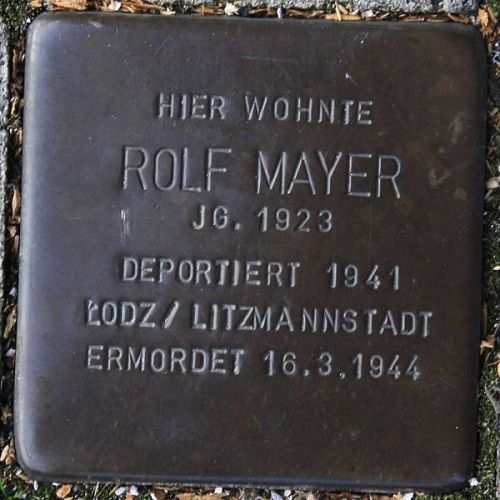 HIER WOHNTE
ROLF MAYER
JG. 1923
DEPORTIERT 1941
ŁODZ / LITZMANNSTADT
ERMORDET 16.3.1944